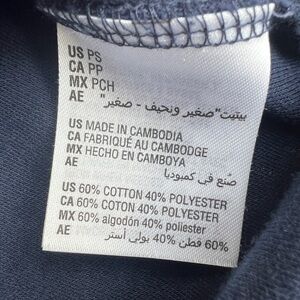 US PS
CA PP
MX PCH
AE بيتيت"صغير ونحيف - صغير"
US MADE IN CAMBODIA
CA FABRIQUÉ AU CAMBODGE
MX HECHO EN CAMBOYA
AE صنع في كمبوديا
US 60% COTTON 40% POLYESTER
CA 60% COTON 40% POLYESTER
MX 60% algodón 40% poliester
AE 60% قطن 40% بولي أستر